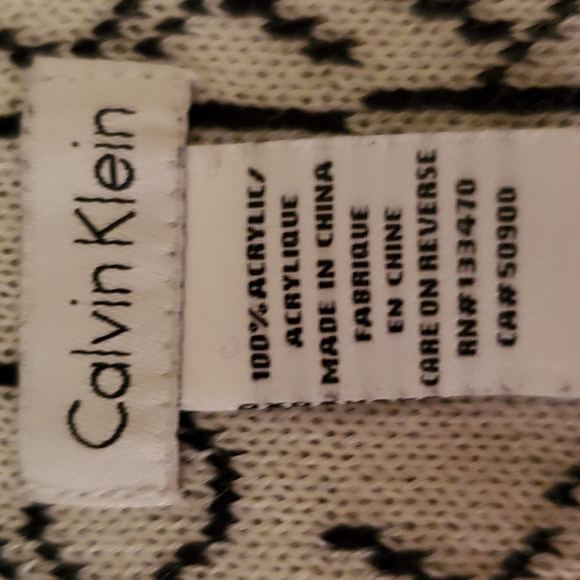 Calvin Klein
100% ACRYLIC/
ACRYLIQUE
MADE IN CHINA
FABRIQUE
EN CHINE
CARE ON REVERSE
RN#133470
CA#50900